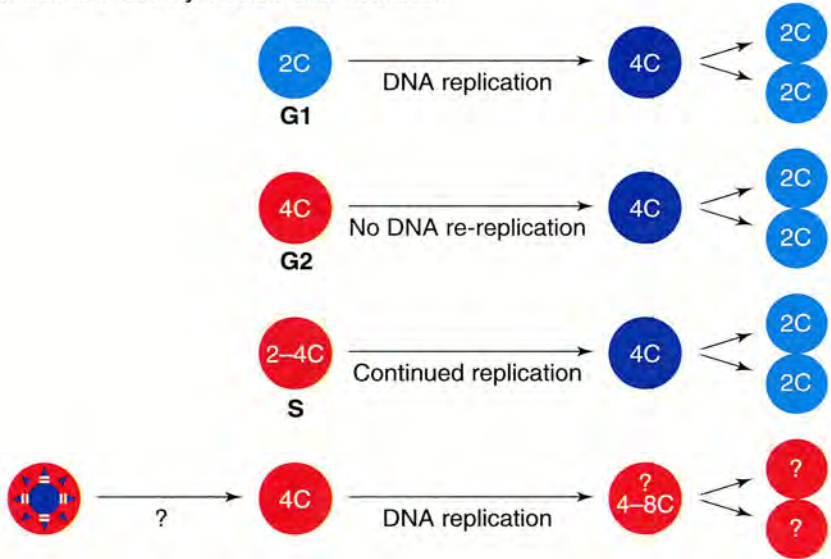 2C
DNA replication
4C
2C
2C
G1
4C
No DNA re-replication
4C
2C
2C
G2
2–4C
Continued replication
4C
2C
2C
S
?
4C
DNA replication
?
4–8C
?
?